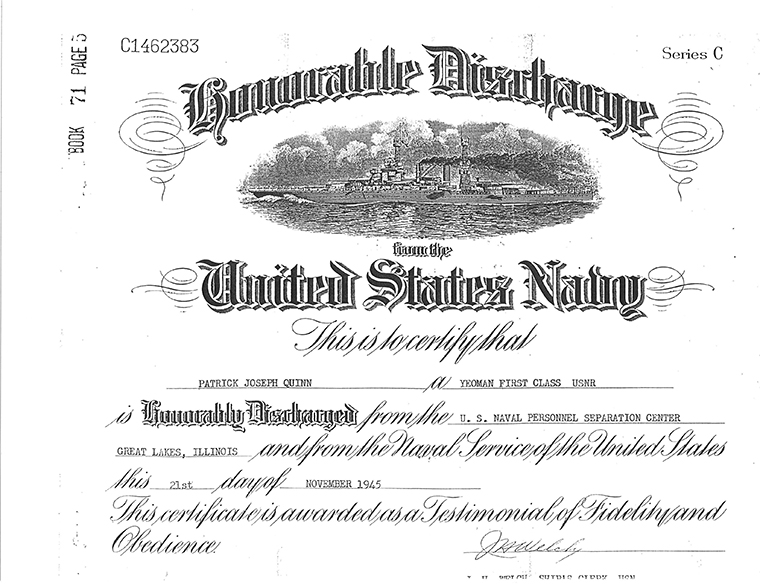 C1462383
Series C
BOOK 71 PAGE 5
Honorable Discharge
from the
United States Navy
This is to certify that
PATRICK JOSEPH QUINN a YEOMAN FIRST CLASS USNR
is Honorably Discharged from the U. S. NAVAL PERSONNEL SEPARATION CENTER
GREAT LAKES, ILLINOIS and from the Naval Service of the United States
this 21st day of NOVEMBER 1945
This certificate is awarded as a Testimonial of Fidelity and
Obedience.
J H Welch